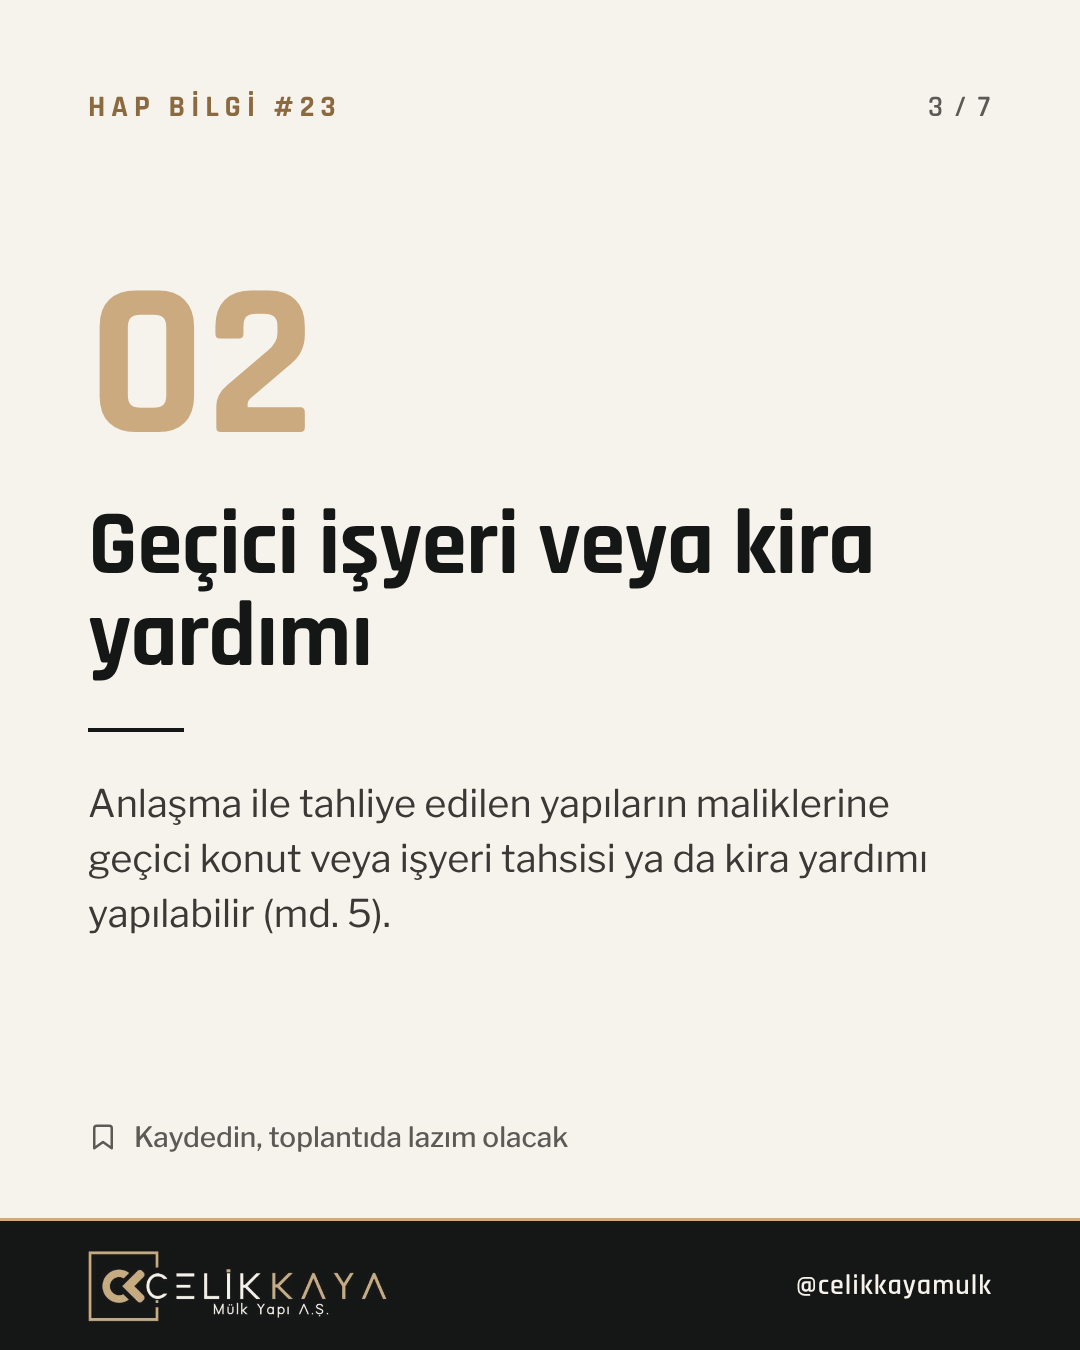 HAP BİLGİ #23
3 / 7
02
Geçici işyeri veya kira
yardımı
Anlaşma ile tahliye edilen yapıların maliklerine
geçici konut veya işyeri tahsisi ya da kira yardımı
yapılabilir (md. 5).
Kaydedin, toplantıda lazım olacak
CELİKKAYA
Mülk Yapı A.Ş.
@celikkayamulk